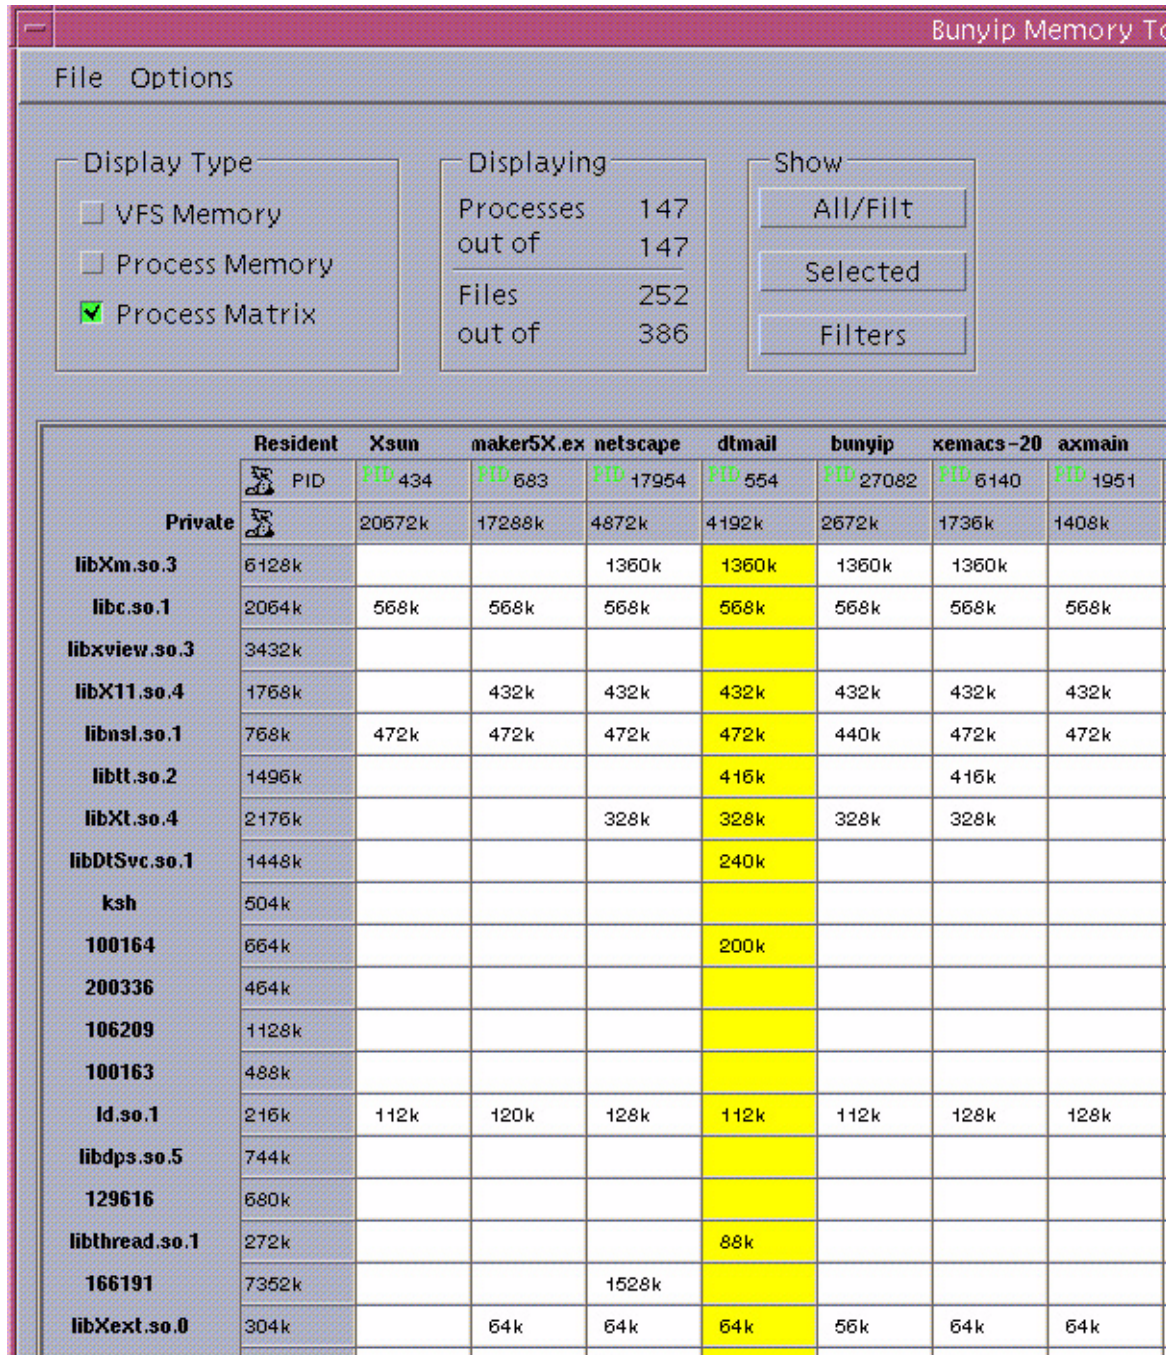 Bunyip Memory To
File Options
Display Type Displaying Show
VFS Memory Processes 147 All/Filt
out of 147
Process Memory Selected
Files 252
Process Matrix out of 386 Filters
Resident Xsun maker5X.ex netscape dtmail bunyip xemacs-20 axmain
PID PID 434 PID 683 PID 17954 PID 554 PID 27082 PID 6140 PID 1951
Private 20672k 17288k 4872k 4192k 2672k 1736k 1408k
libXm.so.3 6128k 1360k 1360k 1360k 1360k
libc.so.1 2064k 568k 568k 568k 568k 568k 568k 568k
libxview.so.3 3432k
libX11.so.4 1768k 432k 432k 432k 432k 432k 432k
libnsl.so.1 768k 472k 472k 472k 472k 440k 472k 472k
libtt.so.2 1496k 416k 416k
libXt.so.4 2176k 328k 328k 328k 328k
libDtSvc.so.1 1448k 240k
ksh 504k
100164 664k 200k
200336 464k
106209 1128k
100163 488k
ld.so.1 216k 112k 120k 128k 112k 112k 128k 128k
libdps.so.5 744k
129616 680k
libthread.so.1 272k 88k
166191 7352k 1528k
libXext.so.0 304k 64k 64k 64k 56k 64k 64k